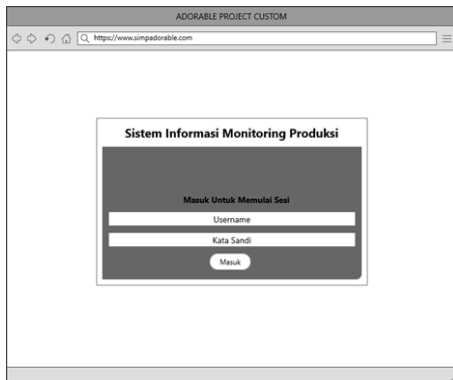 ADORABLE PROJECT CUSTOM
https://www.simpadorable.com
Sistem Informasi Monitoring Produksi
Masuk Untuk Memulai Sesi
Username
Kata Sandi
Masuk